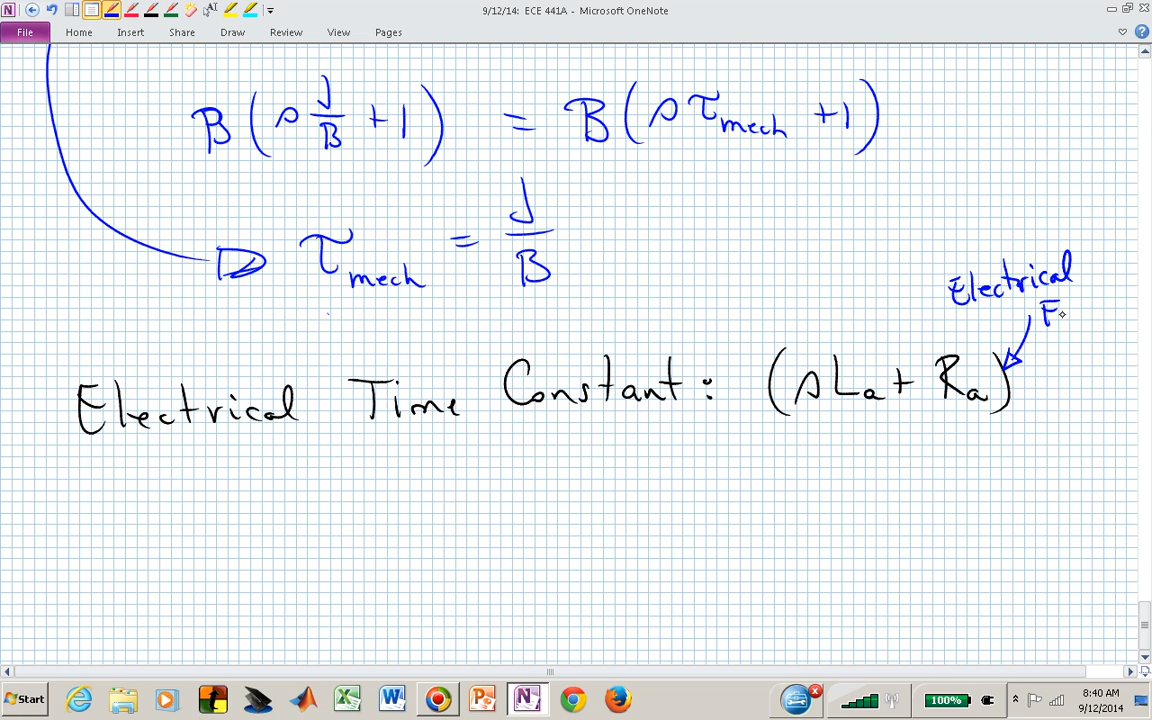 9/12/14: ECE 441A - Microsoft OneNote
File Home Insert Share Draw Review View Pages
B ( s J/B + 1 ) = B ( s τmech + 1 )
τmech = J/B
Electrical
E
Electrical Time Constant: (sLa + Ra)
Start
100%
8:40 AM
9/12/2014